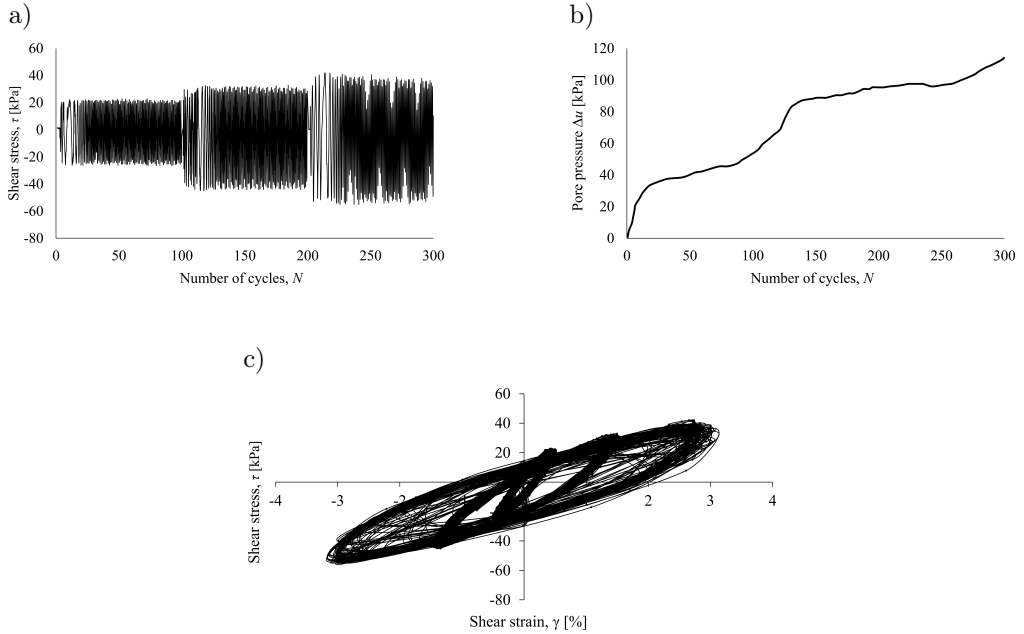 a)
60
40
20
0
-20
-40
-60
-80
0 50 100 150 200 250 300
Shear stress, τ [kPa]
Number of cycles, N
b)
120
100
80
60
40
20
0
0 50 100 150 200 250 300
Pore pressure Δu [kPa]
Number of cycles, N
c)
60
40
20
-20
-40
-60
-80
-4 -3 -2 2 3 4
Shear stress, τ [kPa]
Shear strain, γ [%]